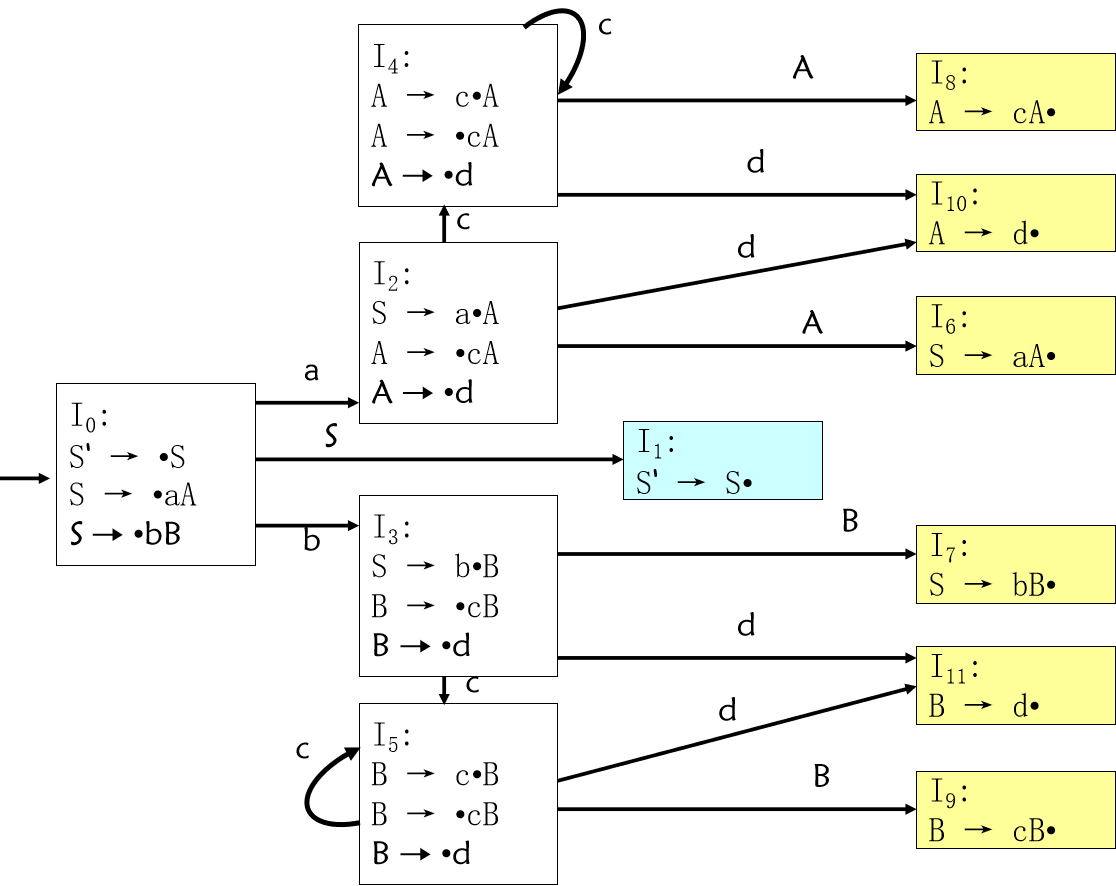 I4:
A → c•A
A → •cA
A → •d
c
A
I8:
A → cA•
d
I10:
A → d•
c
I2:
S → a•A
A → •cA
A → •d
d
A
I6:
S → aA•
I0:
S' → •S
S → •aA
S → •bB
a
S
I1:
S' → S•
b
I3:
S → b•B
B → •cB
B → •d
B
I7:
S → bB•
d
I11:
B → d•
c
I5:
B → c•B
B → •cB
B → •d
c
d
B
I9:
B → cB•